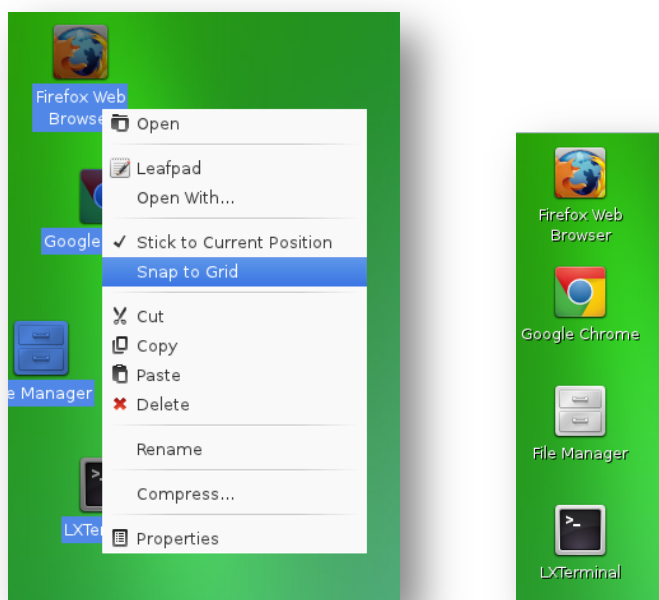 Firefox Web
Browse
Google
e Manager
LXTer
Open
Leafpad
Open With...
Stick to Current Position
Snap to Grid
Cut
Copy
Paste
Delete
Rename
Compress...
Properties
Firefox Web
Browser
Google Chrome
File Manager
>_
LXTerminal